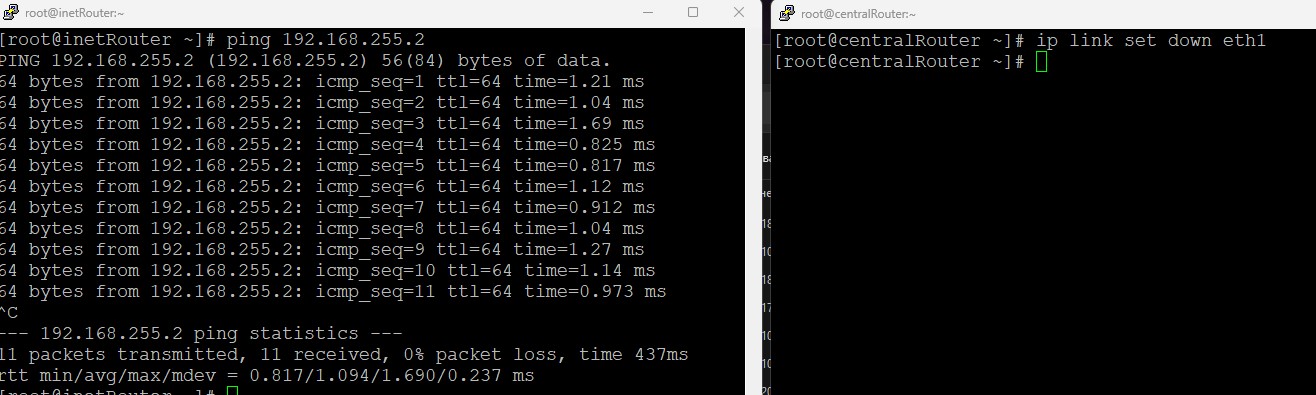 root@inetRouter:~
[root@inetRouter ~]# ping 192.168.255.2
PING 192.168.255.2 (192.168.255.2) 56(84) bytes of data.
64 bytes from 192.168.255.2: icmp_seq=1 ttl=64 time=1.21 ms
64 bytes from 192.168.255.2: icmp_seq=2 ttl=64 time=1.04 ms
64 bytes from 192.168.255.2: icmp_seq=3 ttl=64 time=1.69 ms
64 bytes from 192.168.255.2: icmp_seq=4 ttl=64 time=0.825 ms
64 bytes from 192.168.255.2: icmp_seq=5 ttl=64 time=0.817 ms
64 bytes from 192.168.255.2: icmp_seq=6 ttl=64 time=1.12 ms
64 bytes from 192.168.255.2: icmp_seq=7 ttl=64 time=0.912 ms
64 bytes from 192.168.255.2: icmp_seq=8 ttl=64 time=1.04 ms
64 bytes from 192.168.255.2: icmp_seq=9 ttl=64 time=1.27 ms
64 bytes from 192.168.255.2: icmp_seq=10 ttl=64 time=1.14 ms
64 bytes from 192.168.255.2: icmp_seq=11 ttl=64 time=0.973 ms
^C
--- 192.168.255.2 ping statistics ---
11 packets transmitted, 11 received, 0% packet loss, time 437ms
rtt min/avg/max/mdev = 0.817/1.094/1.690/0.237 ms
[root@inetRouter ~]#
root@centralRouter:~
[root@centralRouter ~]# ip link set down eth1
[root@centralRouter ~]#